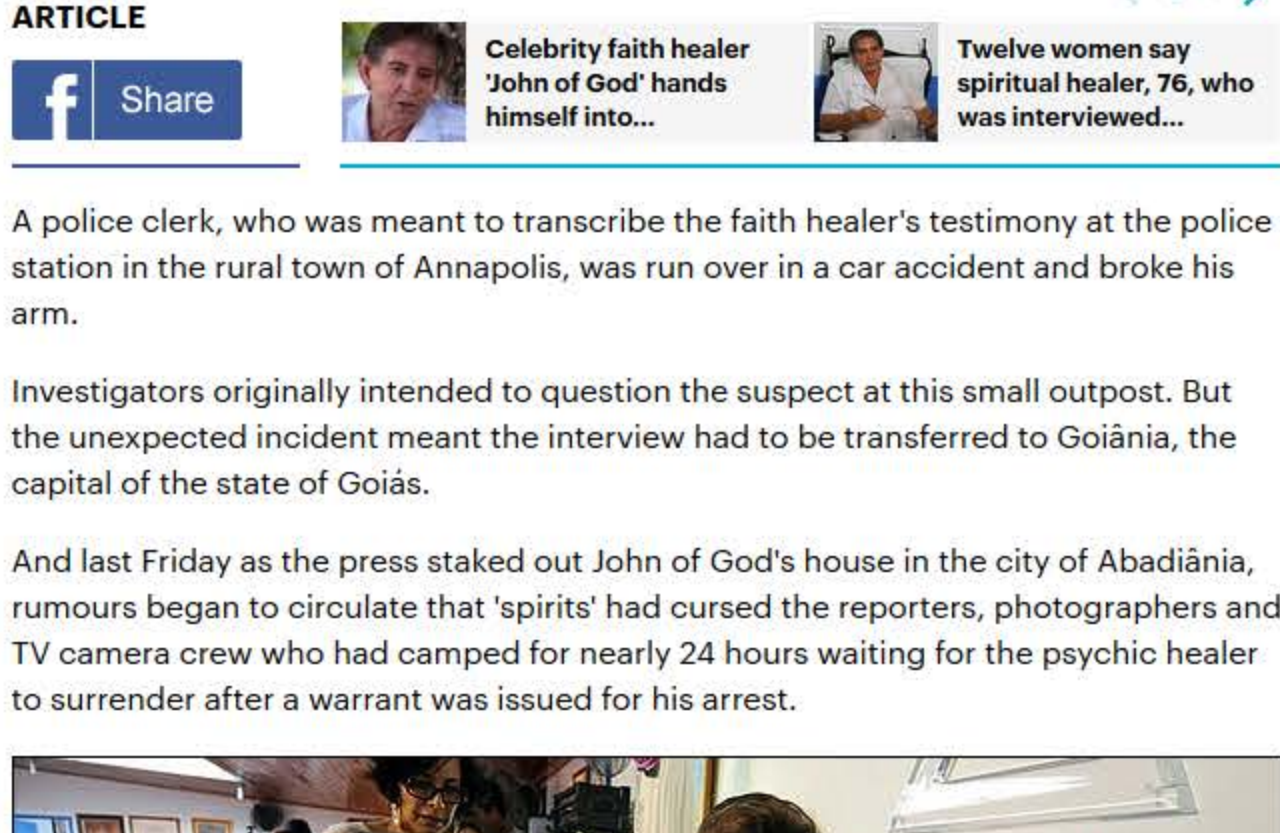 ARTICLE
f Share
Celebrity faith healer
'John of God' hands
himself into...
Twelve women say
spiritual healer, 76, who
was interviewed...
A police clerk, who was meant to transcribe the faith healer's testimony at the police
station in the rural town of Annapolis, was run over in a car accident and broke his
arm.
Investigators originally intended to question the suspect at this small outpost. But
the unexpected incident meant the interview had to be transferred to Goiânia, the
capital of the state of Goiás.
And last Friday as the press staked out John of God's house in the city of Abadiânia,
rumours began to circulate that 'spirits' had cursed the reporters, photographers and
TV camera crew who had camped for nearly 24 hours waiting for the psychic healer
to surrender after a warrant was issued for his arrest.